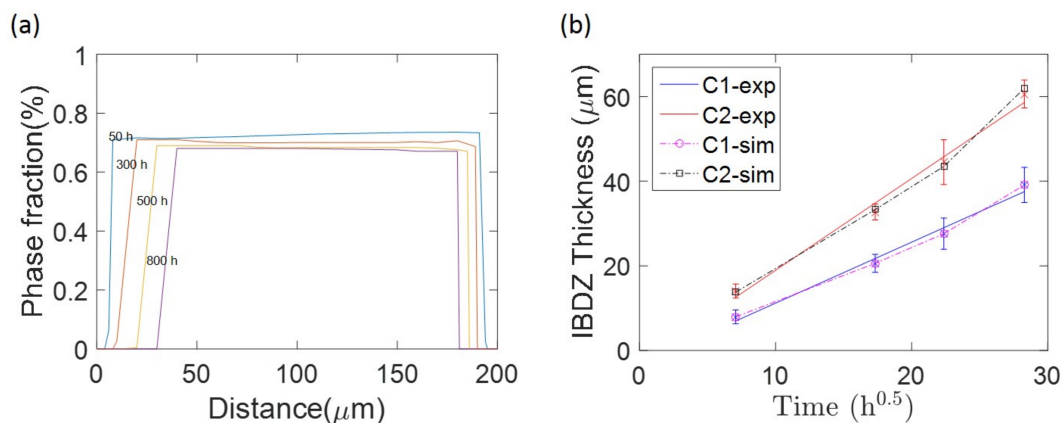 (a)
1
0.8
0.6
0.4
0.2
0
Phase fraction(%)
50 h
300 h
500 h
800 h
0 50 100 150 200
Distance(μm)
(b)
60
40
20
0
IBDZ Thickness (μm)
C1-exp
C2-exp
C1-sim
C2-sim
0 10 20 30
Time (h^0.5)